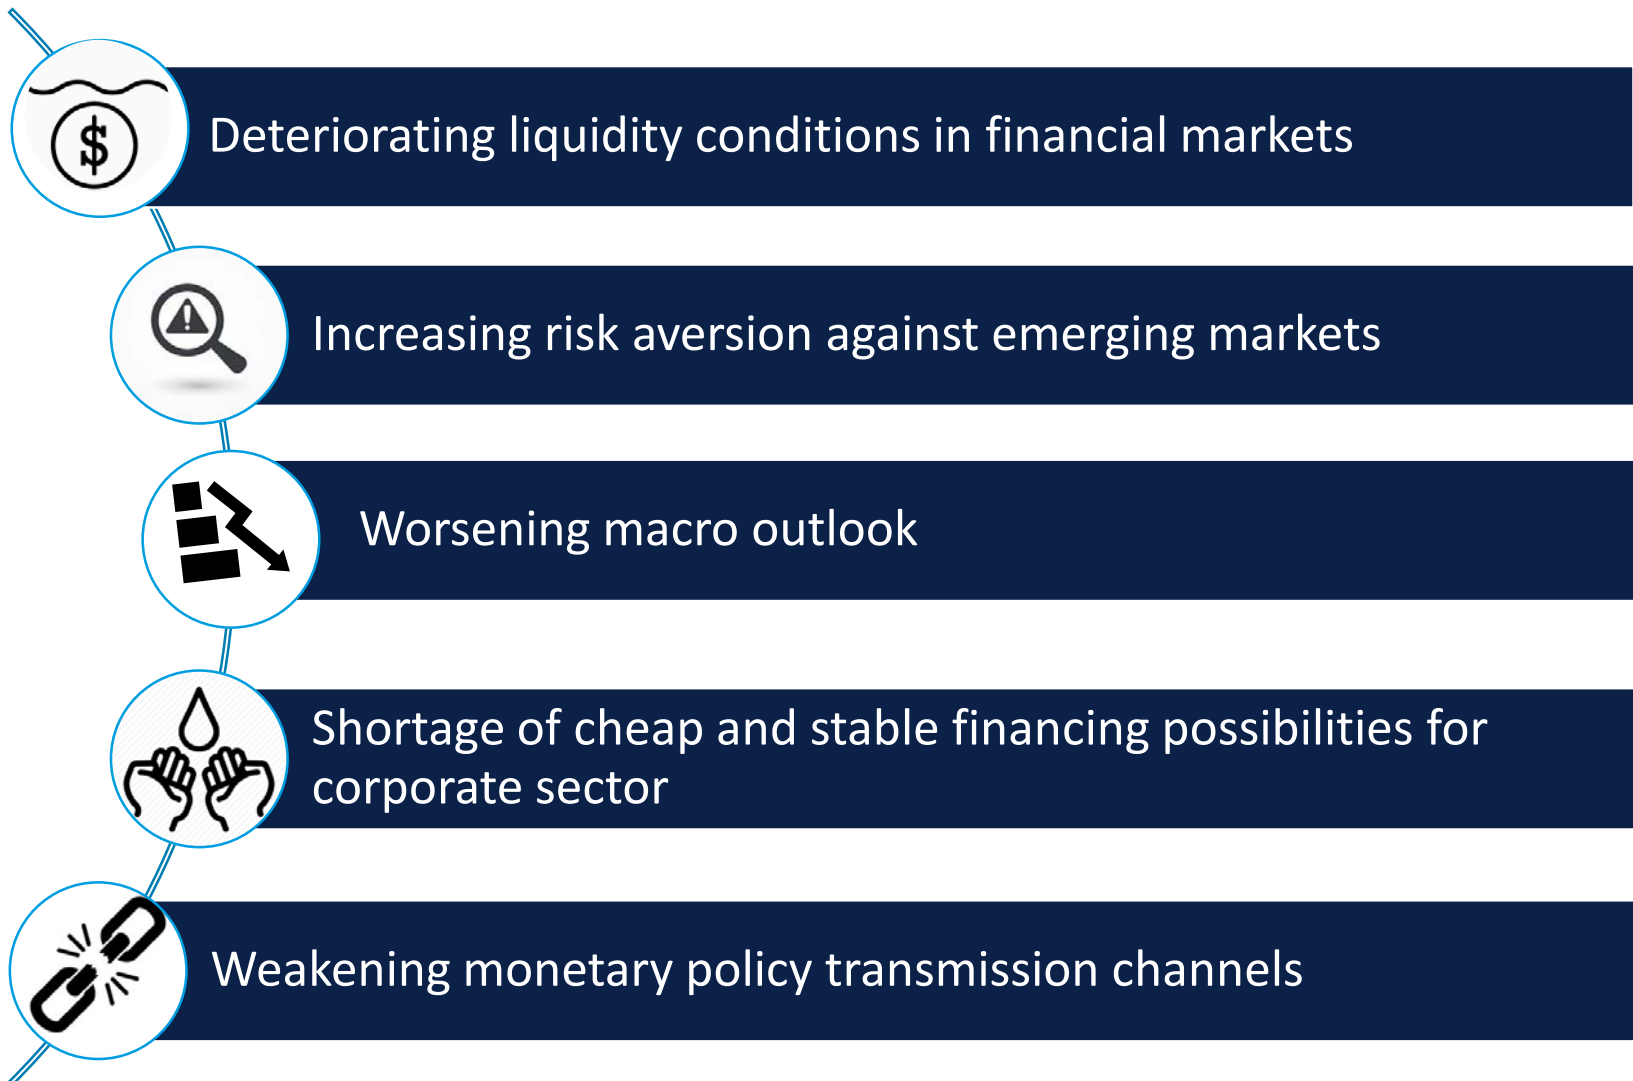 $
Deteriorating liquidity conditions in financial markets
Increasing risk aversion against emerging markets
Worsening macro outlook
Shortage of cheap and stable financing possibilities for
corporate sector
Weakening monetary policy transmission channels